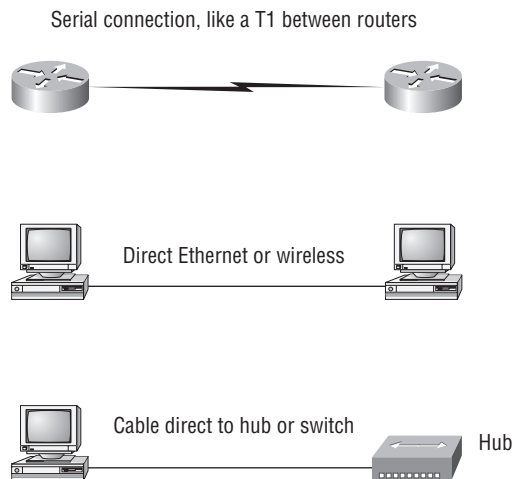 Serial connection, like a T1 between routers
Direct Ethernet or wireless
Cable direct to hub or switch
Hub